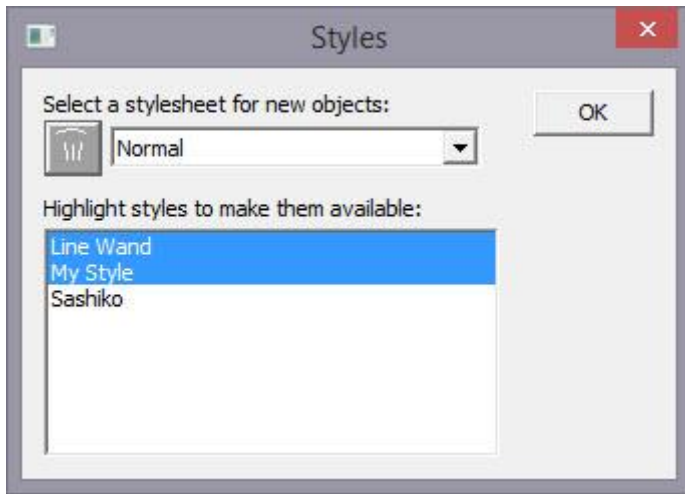 Styles
Select a stylesheet for new objects:
OK
Normal
Highlight styles to make them available:
Line Wand
My Style
Sashiko